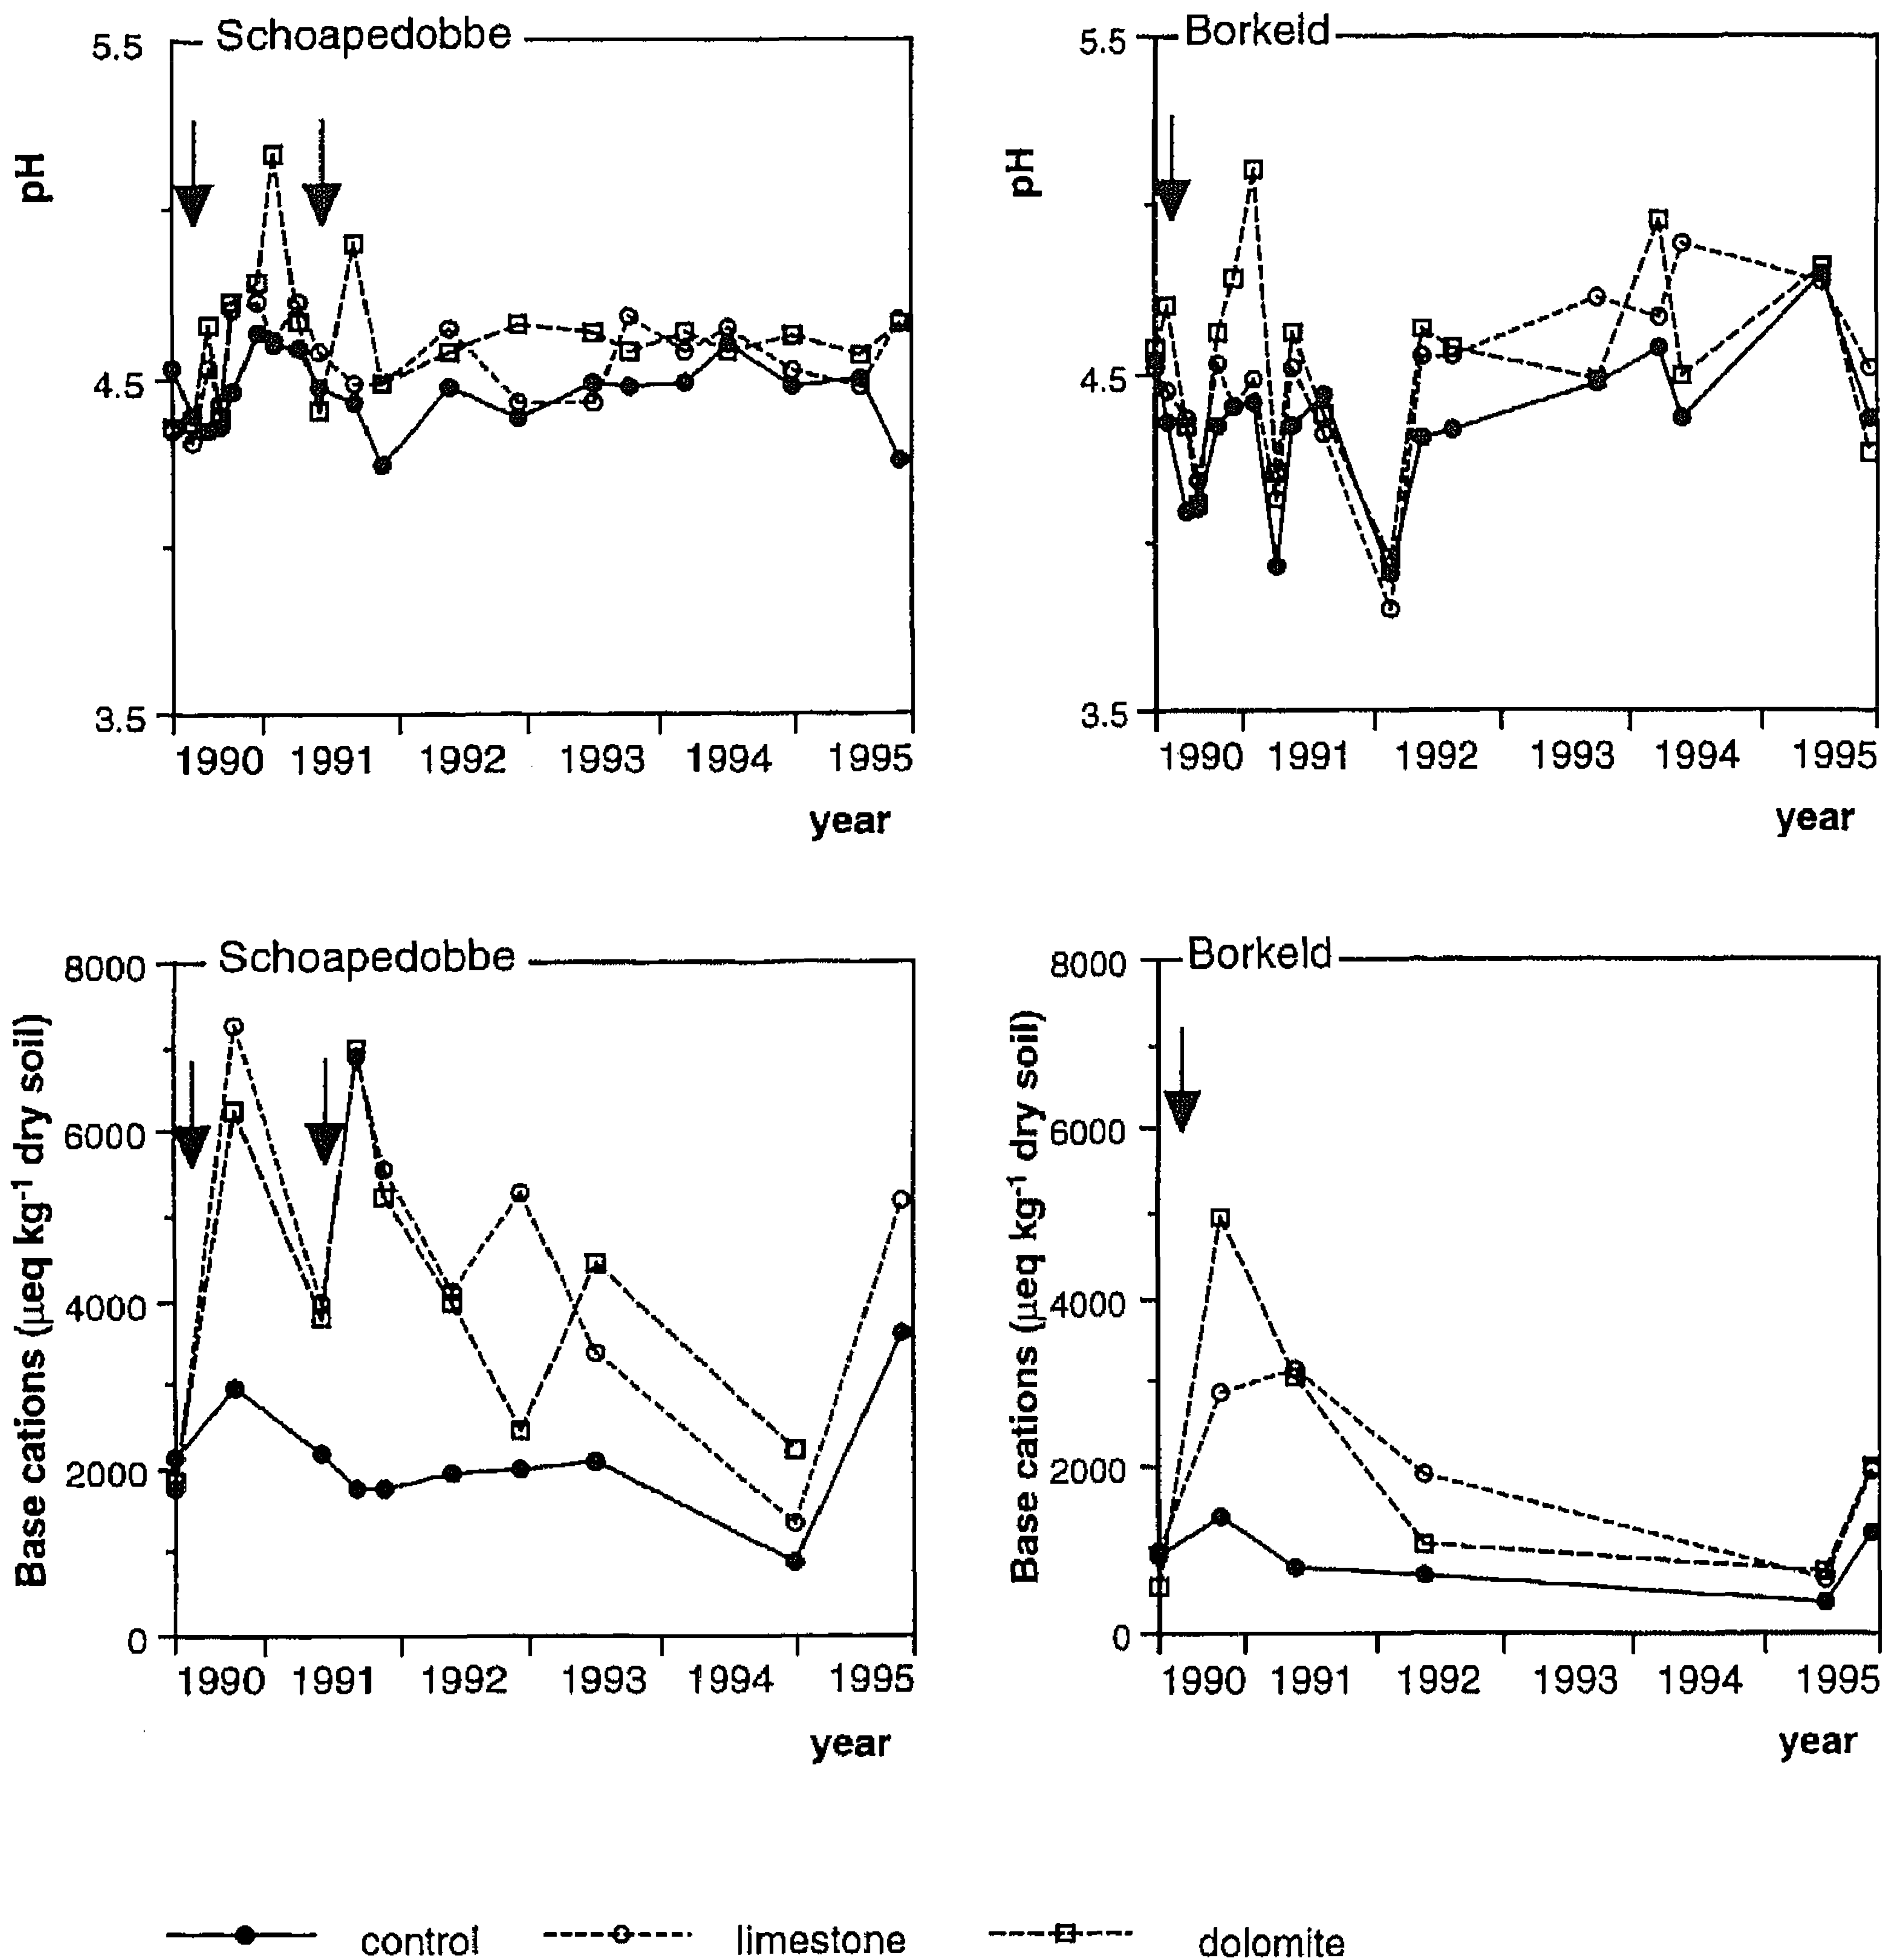 Schoapedobbe
5.5
4.5
3.5
pH
1990 1991 1992 1993 1994 1995
year
Borkeld
5.5
4.5
3.5
pH
1990 1991 1992 1993 1994 1995
year
Schoapedobbe
8000
6000
4000
2000
0
Base cations (µeq kg⁻¹ dry soil)
1990 1991 1992 1993 1994 1995
year
Borkeld
8000
6000
4000
2000
0
Base cations (µeq kg⁻¹ dry soil)
1990 1991 1992 1993 1994 1995
year
control limestone dolomite